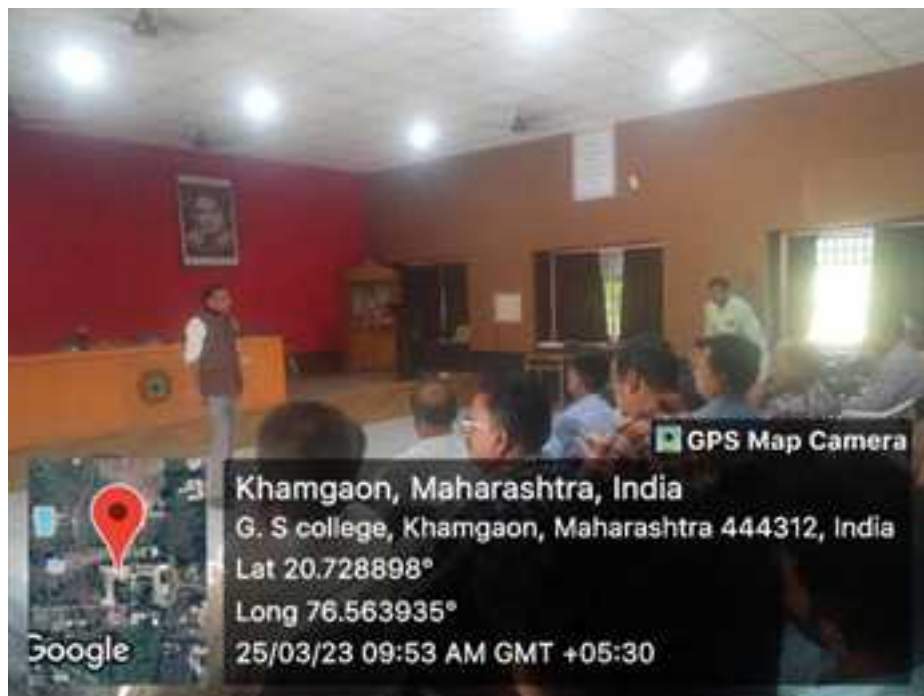 GPS Map Camera
Khamgaon, Maharashtra, India
G. S college, Khamgaon, Maharashtra 444312, India
Lat 20.728898°
Long 76.563935°
25/03/23 09:53 AM GMT +05:30
Google